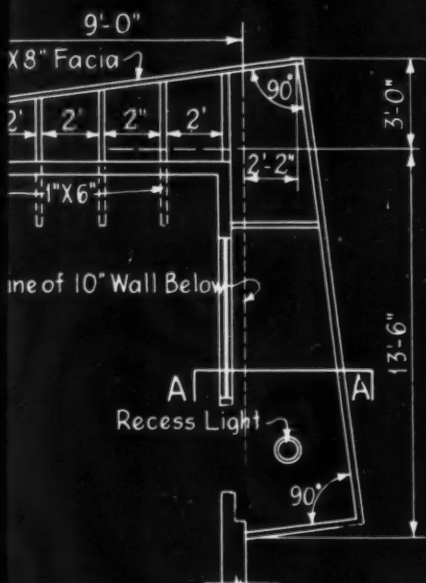 9'-0"
X8" Facia
90°
3'-0"
2'
2'
2"
2'
2'-2"
1"X6"
ine of 10" Wall Below
13'-6"
A
A
Recess Light
90°